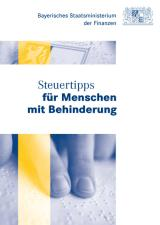 Bayerisches Staatsministerium
der Finanzen
Steuertipps
für Menschen
mit Behinderung